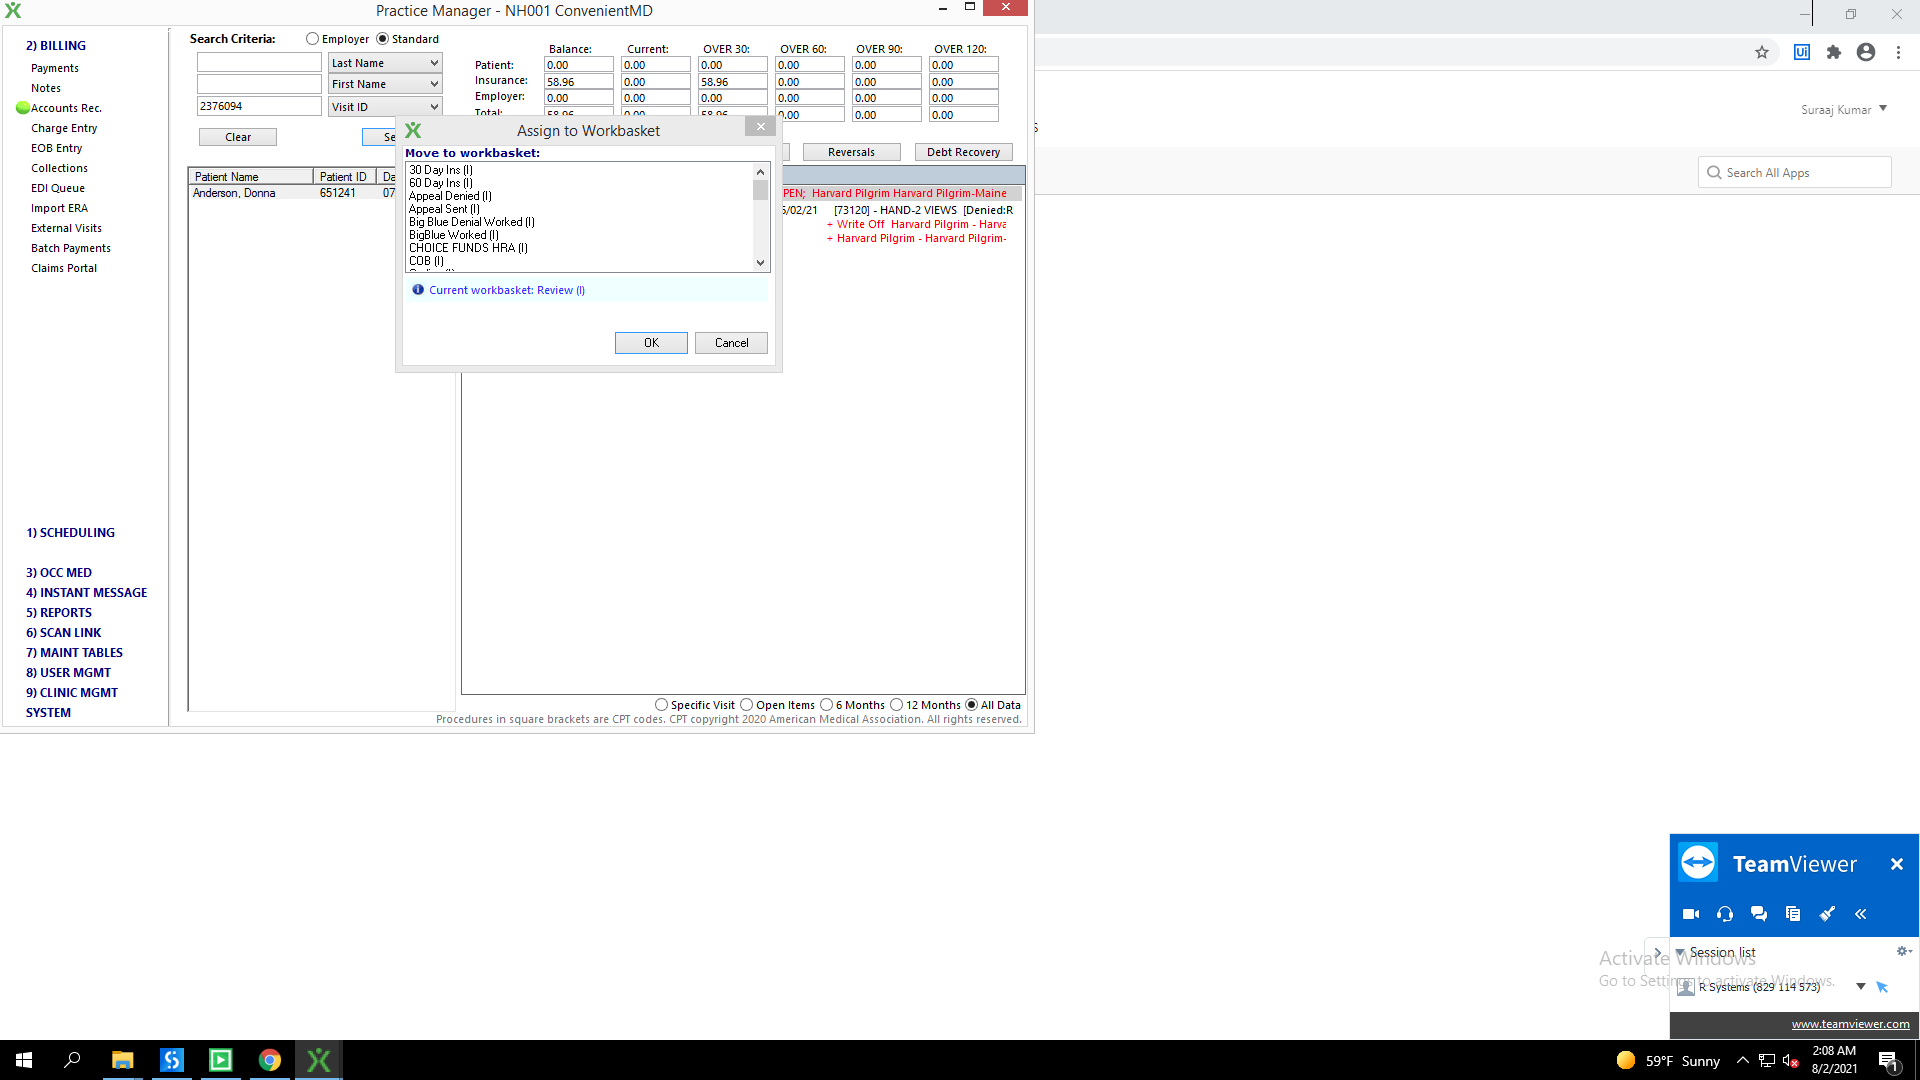 Practice Manager - NH001 ConvenientMD
2) BILLING
Payments
Notes
Accounts Rec.
Charge Entry
EOB Entry
Collections
EDI Queue
Import ERA
External Visits
Batch Payments
Claims Portal
1) SCHEDULING
3) OCC MED
4) INSTANT MESSAGE
5) REPORTS
6) SCAN LINK
7) MAINT TABLES
8) USER MGMT
9) CLINIC MGMT
SYSTEM
Search Criteria: Employer Standard
Last Name
First Name
2376094 Visit ID
Clear Se
Balance: Current: OVER 30: OVER 60: OVER 90: OVER 120:
Patient: 0.00 0.00 0.00 0.00 0.00 0.00
Insurance: 58.96 0.00 58.96 0.00 0.00 0.00
Employer: 0.00 0.00 0.00 0.00 0.00 0.00
Total: 58.96 0.00 58.96 0.00 0.00 0.00
Reversals Debt Recovery
Patient Name Patient ID Da
Anderson, Donna 651241 07
PEN; Harvard Pilgrim Harvard Pilgrim-Maine
5/02/21 [73120] - HAND-2 VIEWS [Denied:R
+ Write Off Harvard Pilgrim - Harva
+ Harvard Pilgrim - Harvard Pilgrim-
Assign to Workbasket
Move to workbasket:
30 Day Ins (I)
60 Day Ins (I)
Appeal Denied (I)
Appeal Sent (I)
Big Blue Denial Worked (I)
BigBlue Worked (I)
CHOICE FUNDS HRA (I)
COB (I)
Current workbasket: Review (I)
OK Cancel
Specific Visit Open Items 6 Months 12 Months All Data
Procedures in square brackets are CPT codes. CPT copyright 2020 American Medical Association. All rights reserved.
Ui
Suraaj Kumar
s
Search All Apps
TeamViewer
Session list
R Systems (829 114 573)
www.teamviewer.com
Activate Windows
Go to Settings to activate Windows.
59°F Sunny
2:08 AM
8/2/2021
1